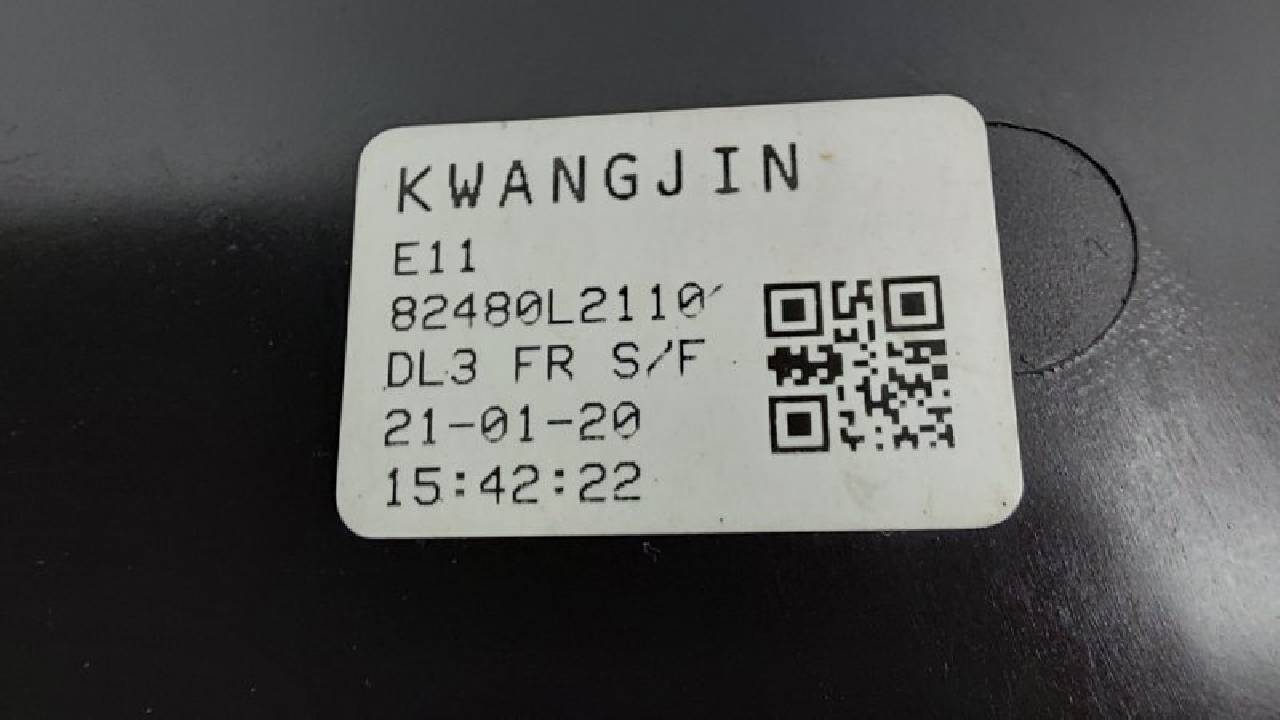 KWANGJIN
E11
82480L2110
DL3 FR S/F
21-01-20
15:42:22